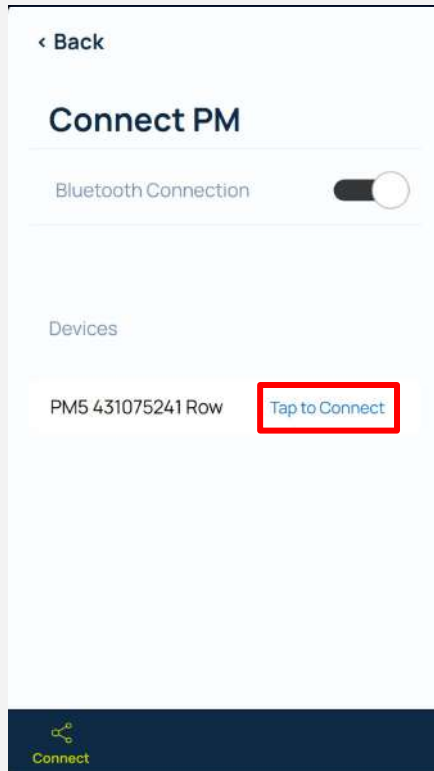 ‹ Back
Connect PM
Bluetooth Connection
Devices
PM5 431075241 Row Tap to Connect
Connect